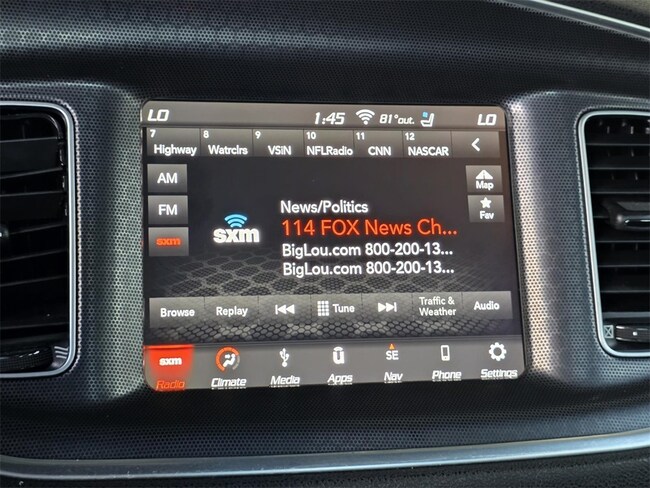 LO 1:45 81°out. LO
7 8 9 10 11 12
Highway Watrclrs VSiN NFLRadio CNN NASCAR
AM
Map
FM
Fav
sxm
sxm
News/Politics
114 FOX News Ch...
BigLou.com 800-200-13...
BigLou.com 800-200-13...
Browse Replay Tune Traffic & Weather Audio
sxm SE
Radio Climate Media Apps Nav Phone Settings